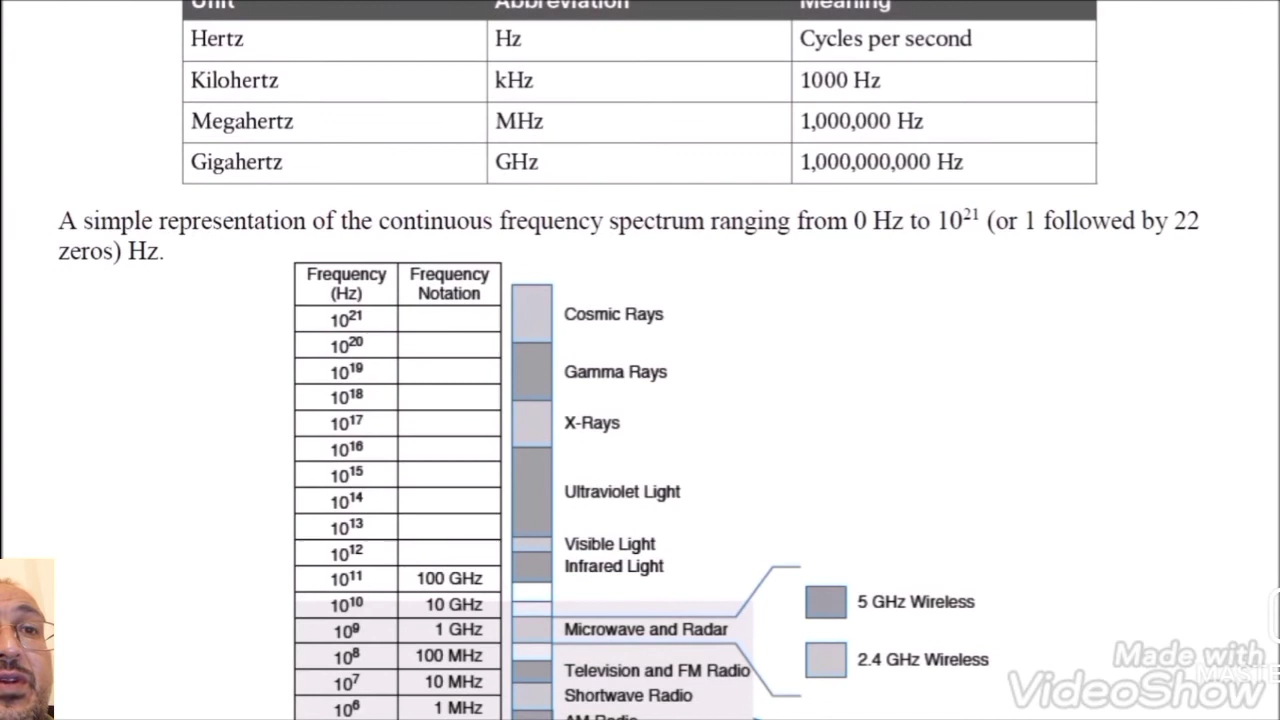 Unit Abbreviation Meaning
Hertz Hz Cycles per second
Kilohertz kHz 1000 Hz
Megahertz MHz 1,000,000 Hz
Gigahertz GHz 1,000,000,000 Hz
A simple representation of the continuous frequency spectrum ranging from 0 Hz to 10²¹ (or 1 followed by 22
zeros) Hz.
Frequency Frequency
(Hz) Notation
10²¹
Cosmic Rays
10²⁰
10¹⁹
Gamma Rays
10¹⁸
10¹⁷
X-Rays
10¹⁶
10¹⁵
Ultraviolet Light
10¹⁴
10¹³
Visible Light
10¹²
Infrared Light
10¹¹ 100 GHz
10¹⁰ 10 GHz
5 GHz Wireless
10⁹ 1 GHz
Microwave and Radar
10⁸ 100 MHz
2.4 GHz Wireless
Television and FM Radio
10⁷ 10 MHz
Shortwave Radio
10⁶ 1 MHz
AM Radio
Made with
VideoShow